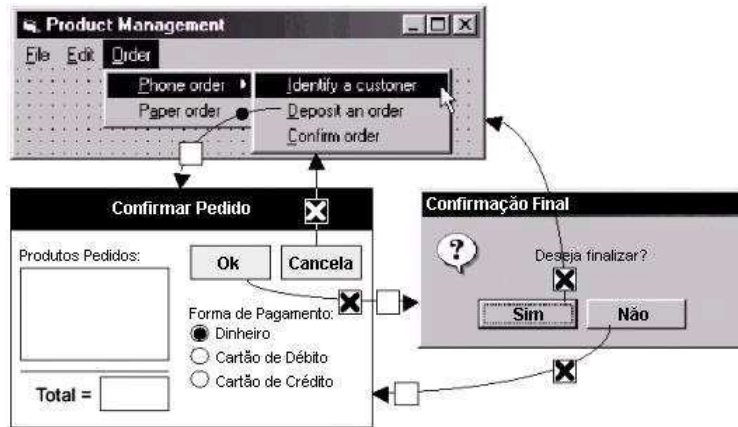 Product Management
File Edit Order
Phone order Identify a custoner
Paper order Deposit an order
Confirm order
Confirmar Pedido
Produtos Pedidos:
Ok Cancela
Forma de Pagamento:
Dinheiro
Cartão de Débito
Cartão de Crédito
Total =
Confirmação Final
?
Deseja finalizar?
Sim Não